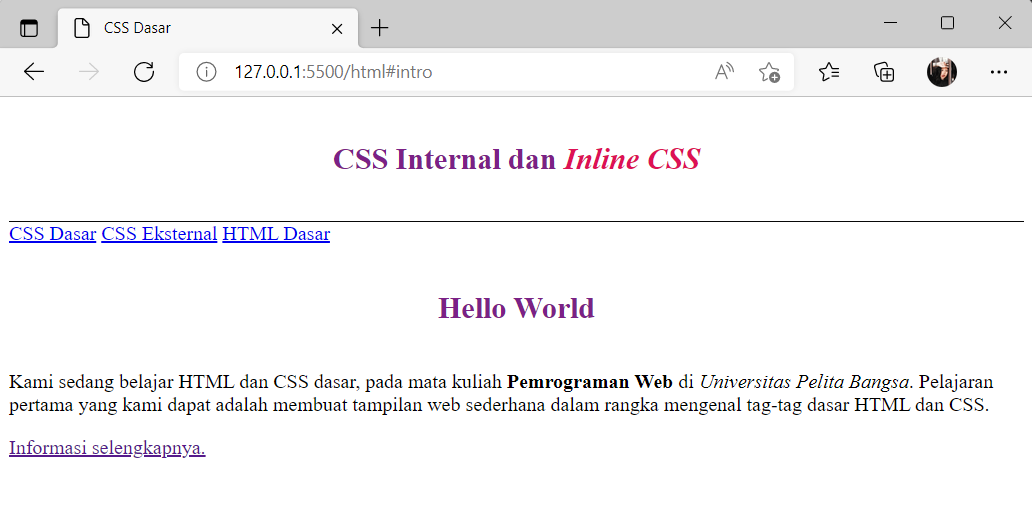 CSS Dasar
127.0.0.1:5500/html#intro
CSS Internal dan Inline CSS
CSS Dasar CSS Eksternal HTML Dasar
Hello World
Kami sedang belajar HTML dan CSS dasar, pada mata kuliah Pemrograman Web di Universitas Pelita Bangsa. Pelajaran
pertama yang kami dapat adalah membuat tampilan web sederhana dalam rangka mengenal tag-tag dasar HTML dan CSS.
Informasi selengkapnya.